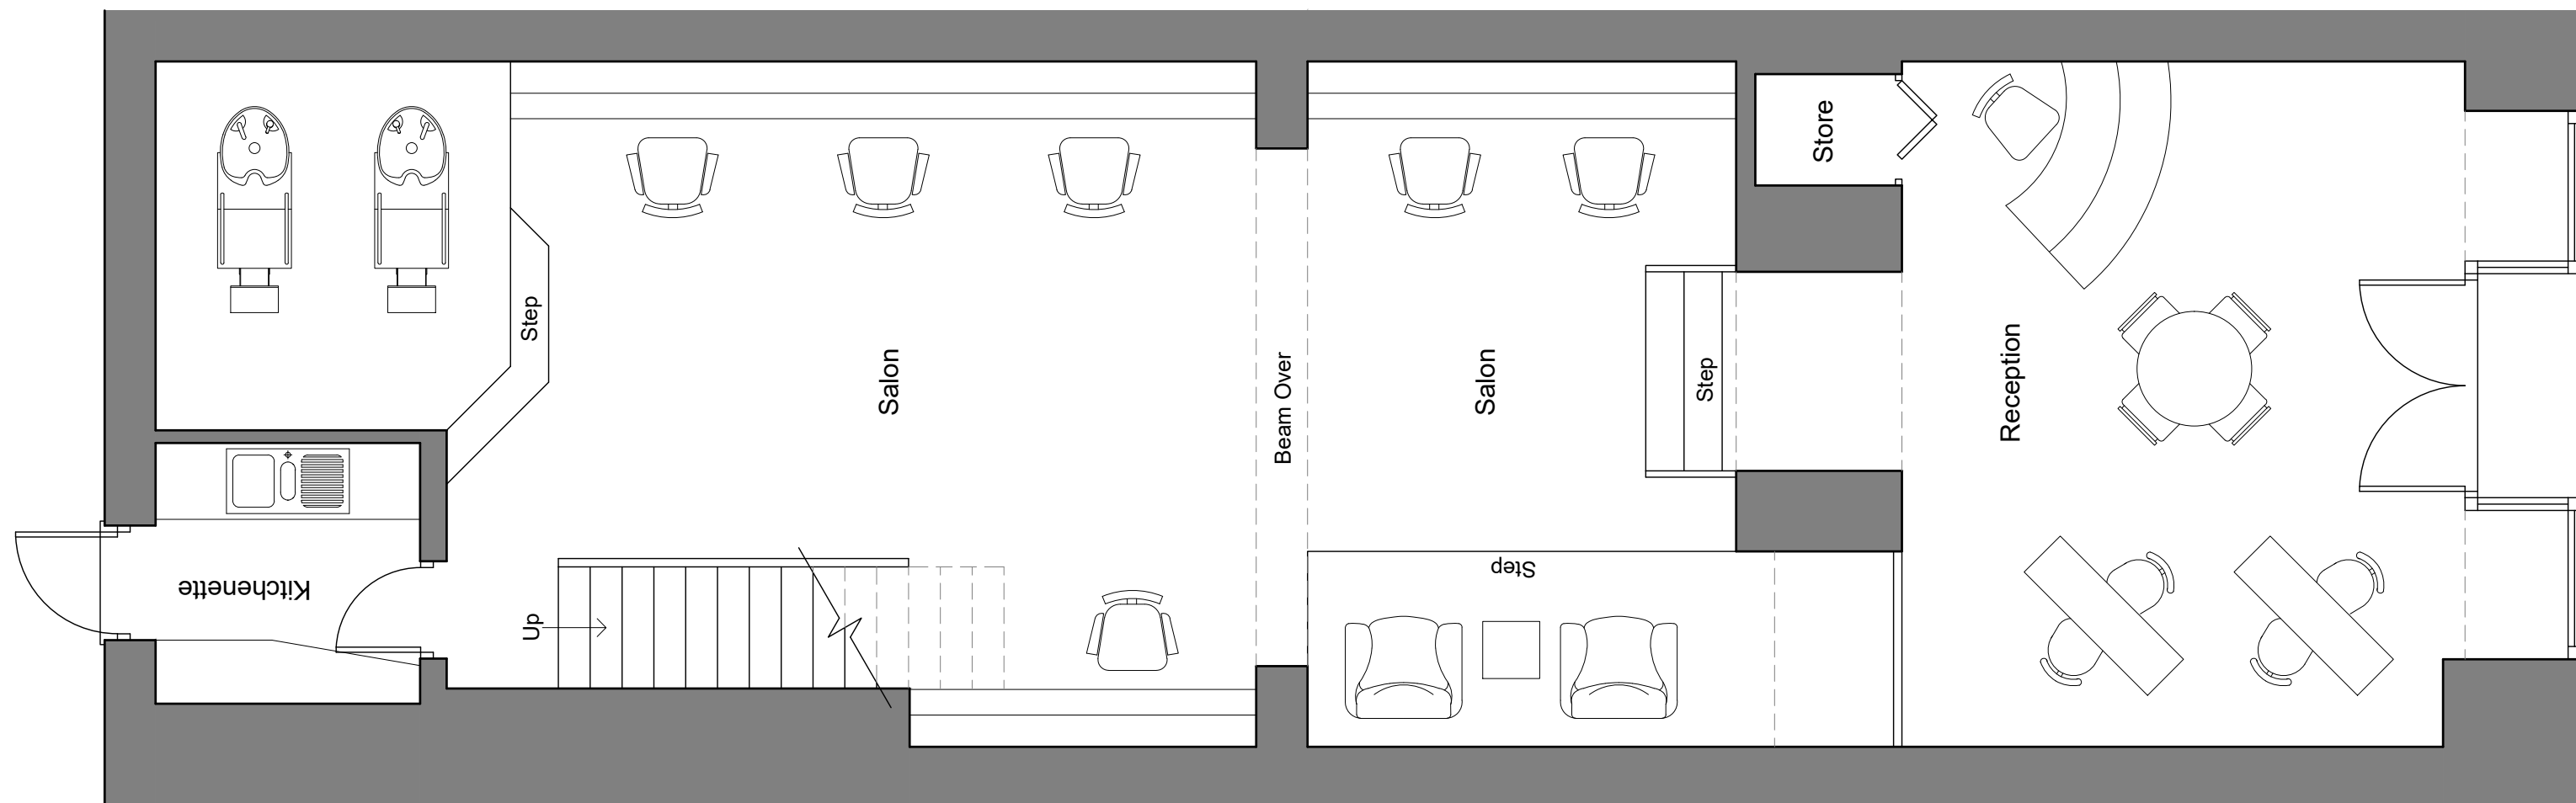 Kitchenette
Up
Step
Salon
Beam Over
Salon
Step
Step
Store
Reception